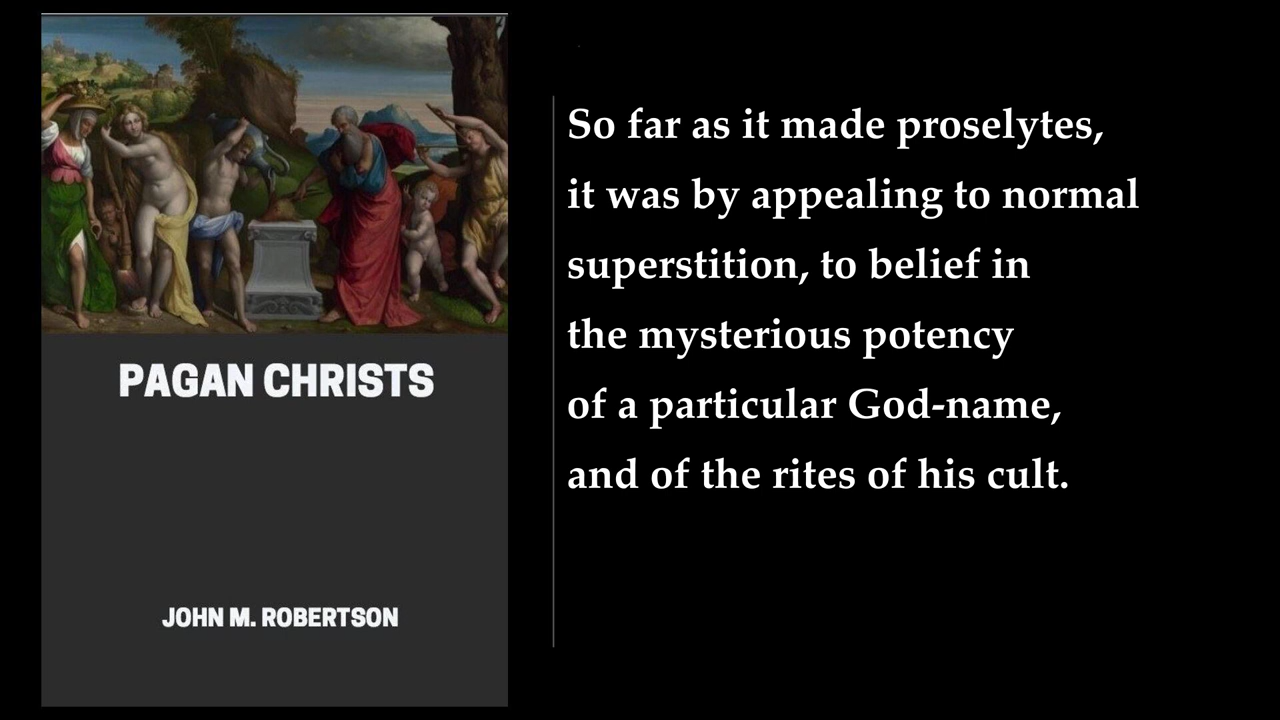 PAGAN CHRISTS
JOHN M. ROBERTSON
So far as it made proselytes,
it was by appealing to normal
superstition, to belief in
the mysterious potency
of a particular God-name,
and of the rites of his cult.